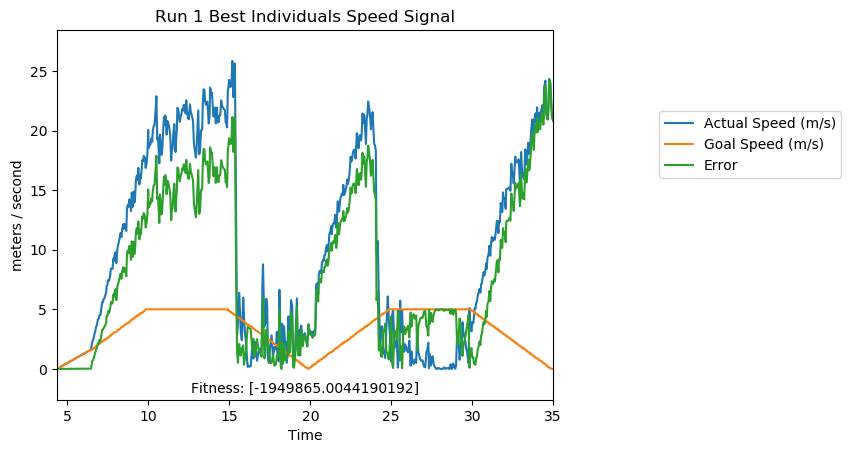 Run 1 Best Individuals Speed Signal
meters / second
25
20
15
10
5
0
Actual Speed (m/s)
Goal Speed (m/s)
Error
Fitness: [-1949865.0044190192]
5 10 15 20 25 30 35
Time